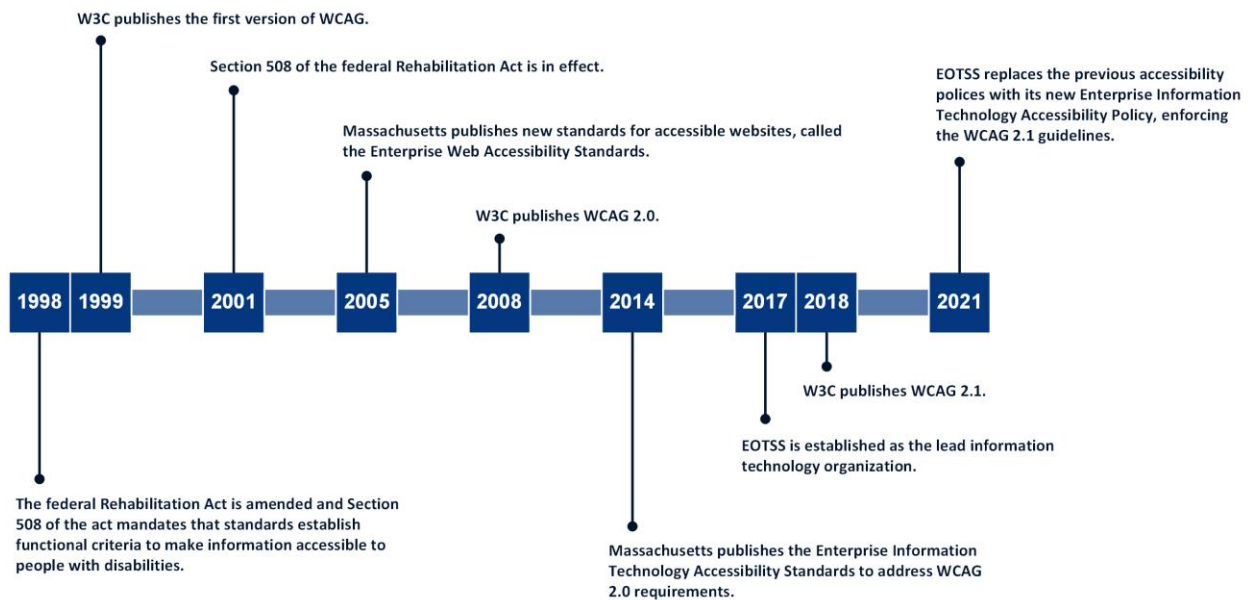 W3C publishes the first version of WCAG.
Section 508 of the federal Rehabilitation Act is in effect.
EOTSS replaces the previous accessibility
polices with its new Enterprise Information
Technology Accessibility Policy, enforcing
the WCAG 2.1 guidelines.
Massachusetts publishes new standards for accessible websites, called
the Enterprise Web Accessibility Standards.
W3C publishes WCAG 2.0.
1998 1999 2001 2005 2008 2014 2017 2018 2021
W3C publishes WCAG 2.1.
EOTSS is established as the lead information
technology organization.
The federal Rehabilitation Act is amended and Section
508 of the act mandates that standards establish
functional criteria to make information accessible to
people with disabilities.
Massachusetts publishes the Enterprise Information
Technology Accessibility Standards to address WCAG
2.0 requirements.